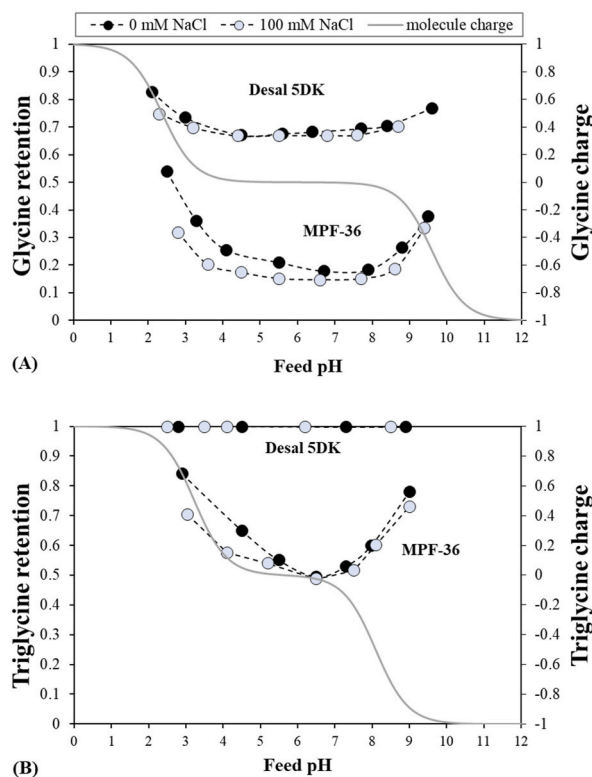 0 mM NaCl 100 mM NaCl molecule charge
1 1
0.9 0.8
0.8 0.6
0.7 0.4
0.6 0.2
0.5 0
0.4 -0.2
0.3 -0.4
0.2 -0.6
0.1 -0.8
0 -1
Glycine retention
Desal 5DK
MPF-36
Glycine charge
0 1 2 3 4 5 6 7 8 9 10 11 12
(A) Feed pH
1 1
0.9 0.8
0.8 0.6
0.7 0.4
0.6 0.2
0.5 0
0.4 -0.2
0.3 -0.4
0.2 -0.6
0.1 -0.8
0 -1
Triglycine retention
Desal 5DK
MPF-36
Triglycine charge
0 1 2 3 4 5 6 7 8 9 10 11 12
(B) Feed pH